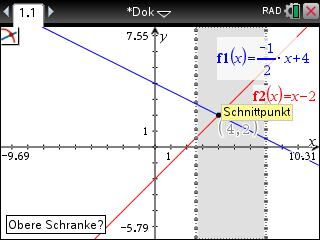 1.1
*Dok
RAD
7.55
y
f1(x)=-1/2·x+4
f2(x)=x-2
Schnittpunkt
(4,2)
1
x
-9.69
1
10.31
Obere Schranke?
-5.79